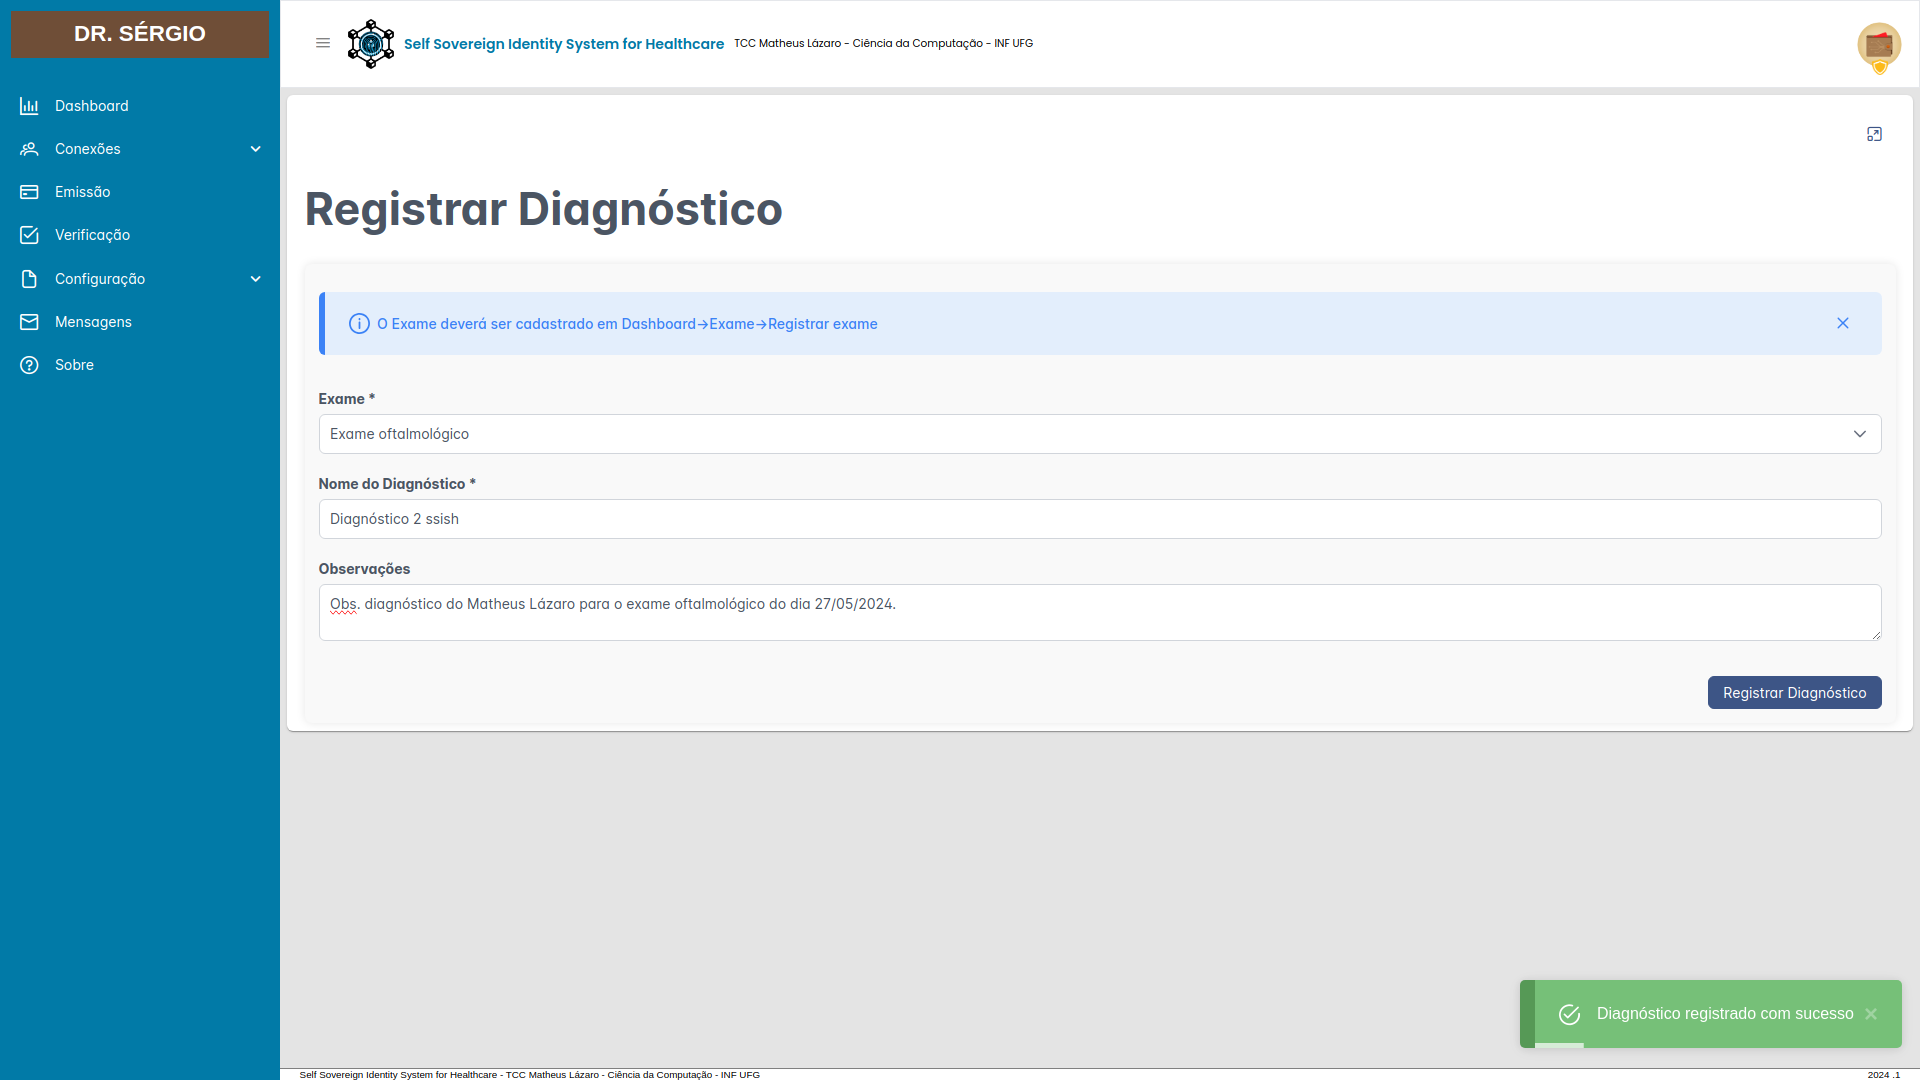 DR. SÉRGIO
Dashboard
Conexões
Emissão
Verificação
Configuração
Mensagens
Sobre
Self Sovereign Identity System for Healthcare TCC Matheus Lázaro - Ciência da Computação - INF UFG
Registrar Diagnóstico
O Exame deverá ser cadastrado em Dashboard→Exame→Registrar exame
Exame *
Exame oftalmológico
Nome do Diagnóstico *
Diagnóstico 2 ssish
Observações
Obs. diagnóstico do Matheus Lázaro para o exame oftalmológico do dia 27/05/2024.
Registrar Diagnóstico
Diagnóstico registrado com sucesso
Self Sovereign Identity System for Healthcare - TCC Matheus Lázaro - Ciência da Computação - INF UFG
2024 .1